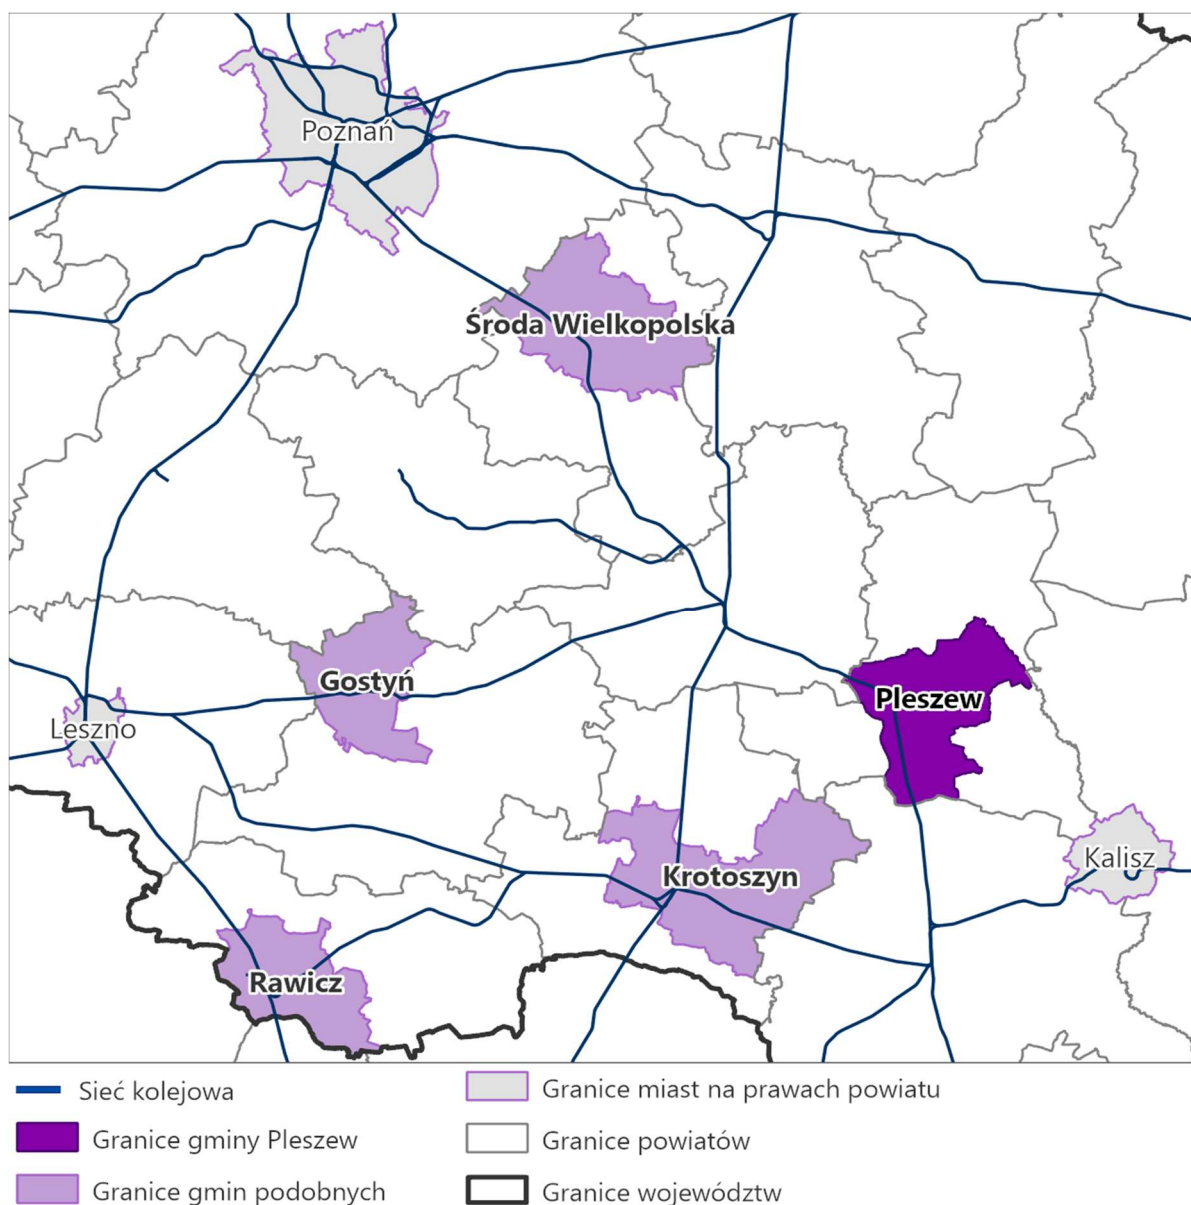 Poznań
Środa Wielkopolska
Gostyń
Pleszew
Leszno
Kalisz
Krotoszyn
Rawicz
Sieć kolejowa
Granice gminy Pleszew
Granice gmin podobnych
Granice miast na prawach powiatu
Granice powiatów
Granice województw